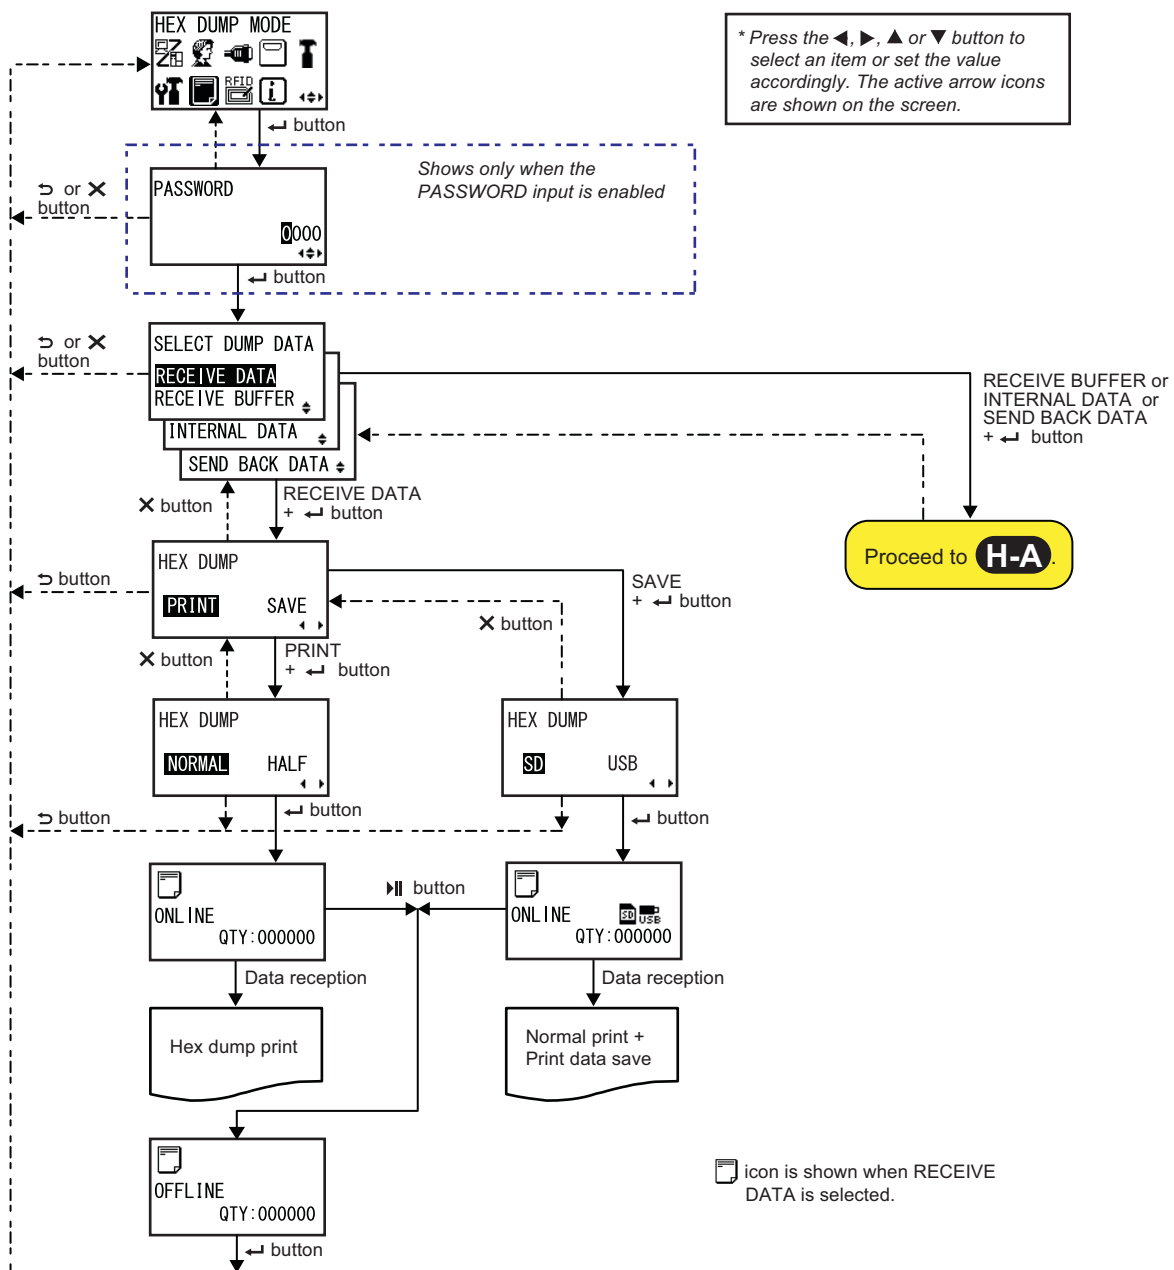 HEX DUMP MODE
RFID
i
* Press the ◀, ▶, ▲ or ▼ button to
select an item or set the value
accordingly. The active arrow icons
are shown on the screen.
↵ button
Shows only when the
PASSWORD input is enabled
⮌ or ✕
button
PASSWORD
0000
↵ button
⮌ or ✕
button
SELECT DUMP DATA
RECEIVE DATA
RECEIVE BUFFER
INTERNAL DATA
SEND BACK DATA
RECEIVE BUFFER or
INTERNAL DATA or
SEND BACK DATA
+ ↵ button
✕ button
RECEIVE DATA
+ ↵ button
Proceed to H-A.
⮌ button
HEX DUMP
PRINT SAVE
SAVE
+ ↵ button
✕ button
✕ button
PRINT
+ ↵ button
HEX DUMP
NORMAL HALF
HEX DUMP
SD USB
⮌ button
↵ button
↵ button
ONLINE
QTY:000000
button
ONLINE SD USB
QTY:000000
Data reception
Data reception
Hex dump print
Normal print +
Print data save
OFFLINE
QTY:000000
icon is shown when RECEIVE
DATA is selected.
↵ button